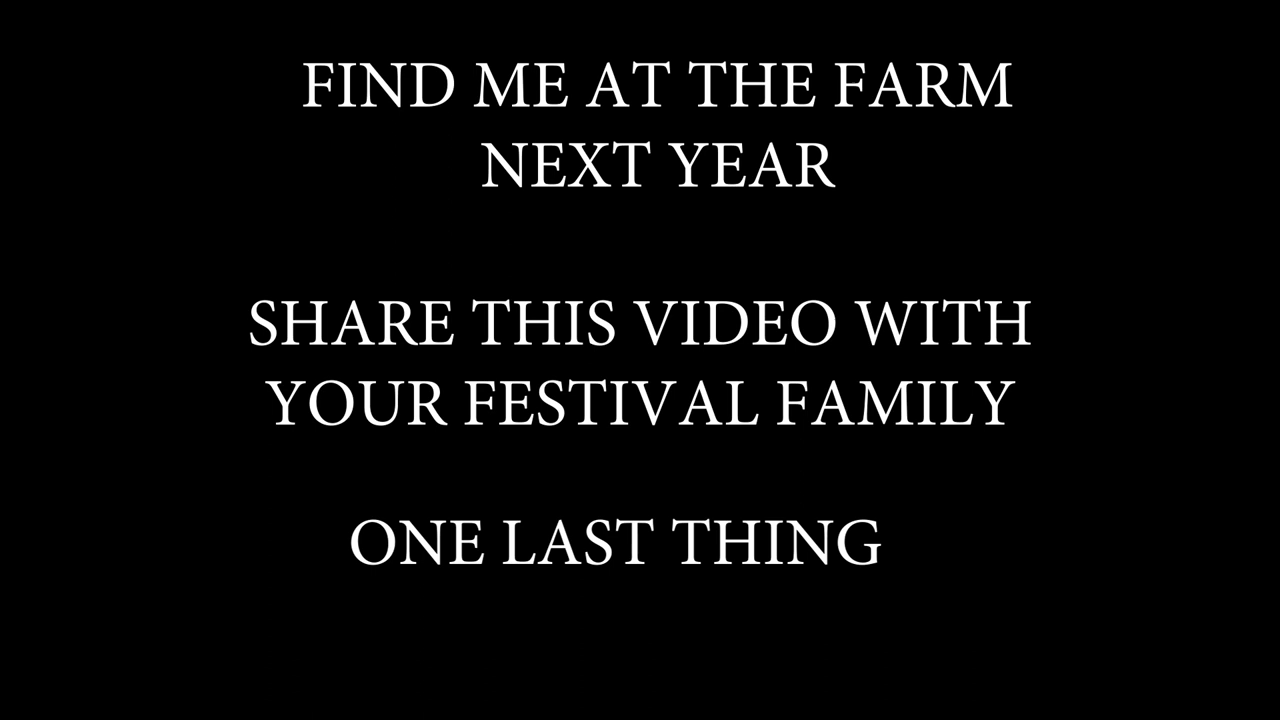 FIND ME AT THE FARM
NEXT YEAR
SHARE THIS VIDEO WITH
YOUR FESTIVAL FAMILY
ONE LAST THING